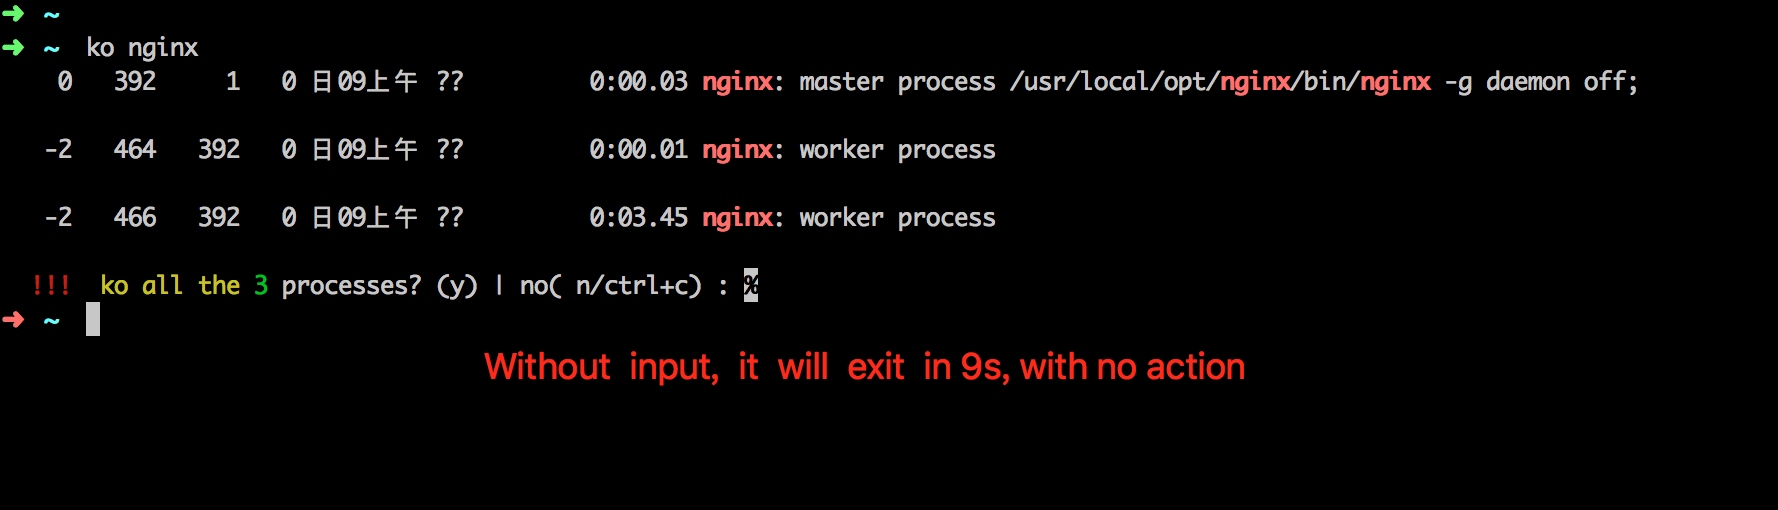 ➜ ~
➜ ~ ko nginx
0 392 1 0 日09上午 ?? 0:00.03 nginx: master process /usr/local/opt/nginx/bin/nginx -g daemon off;
-2 464 392 0 日09上午 ?? 0:00.01 nginx: worker process
-2 466 392 0 日09上午 ?? 0:03.45 nginx: worker process
!!! ko all the 3 processes? (y) | no( n/ctrl+c) : %
➜ ~
Without input, it will exit in 9s, with no action